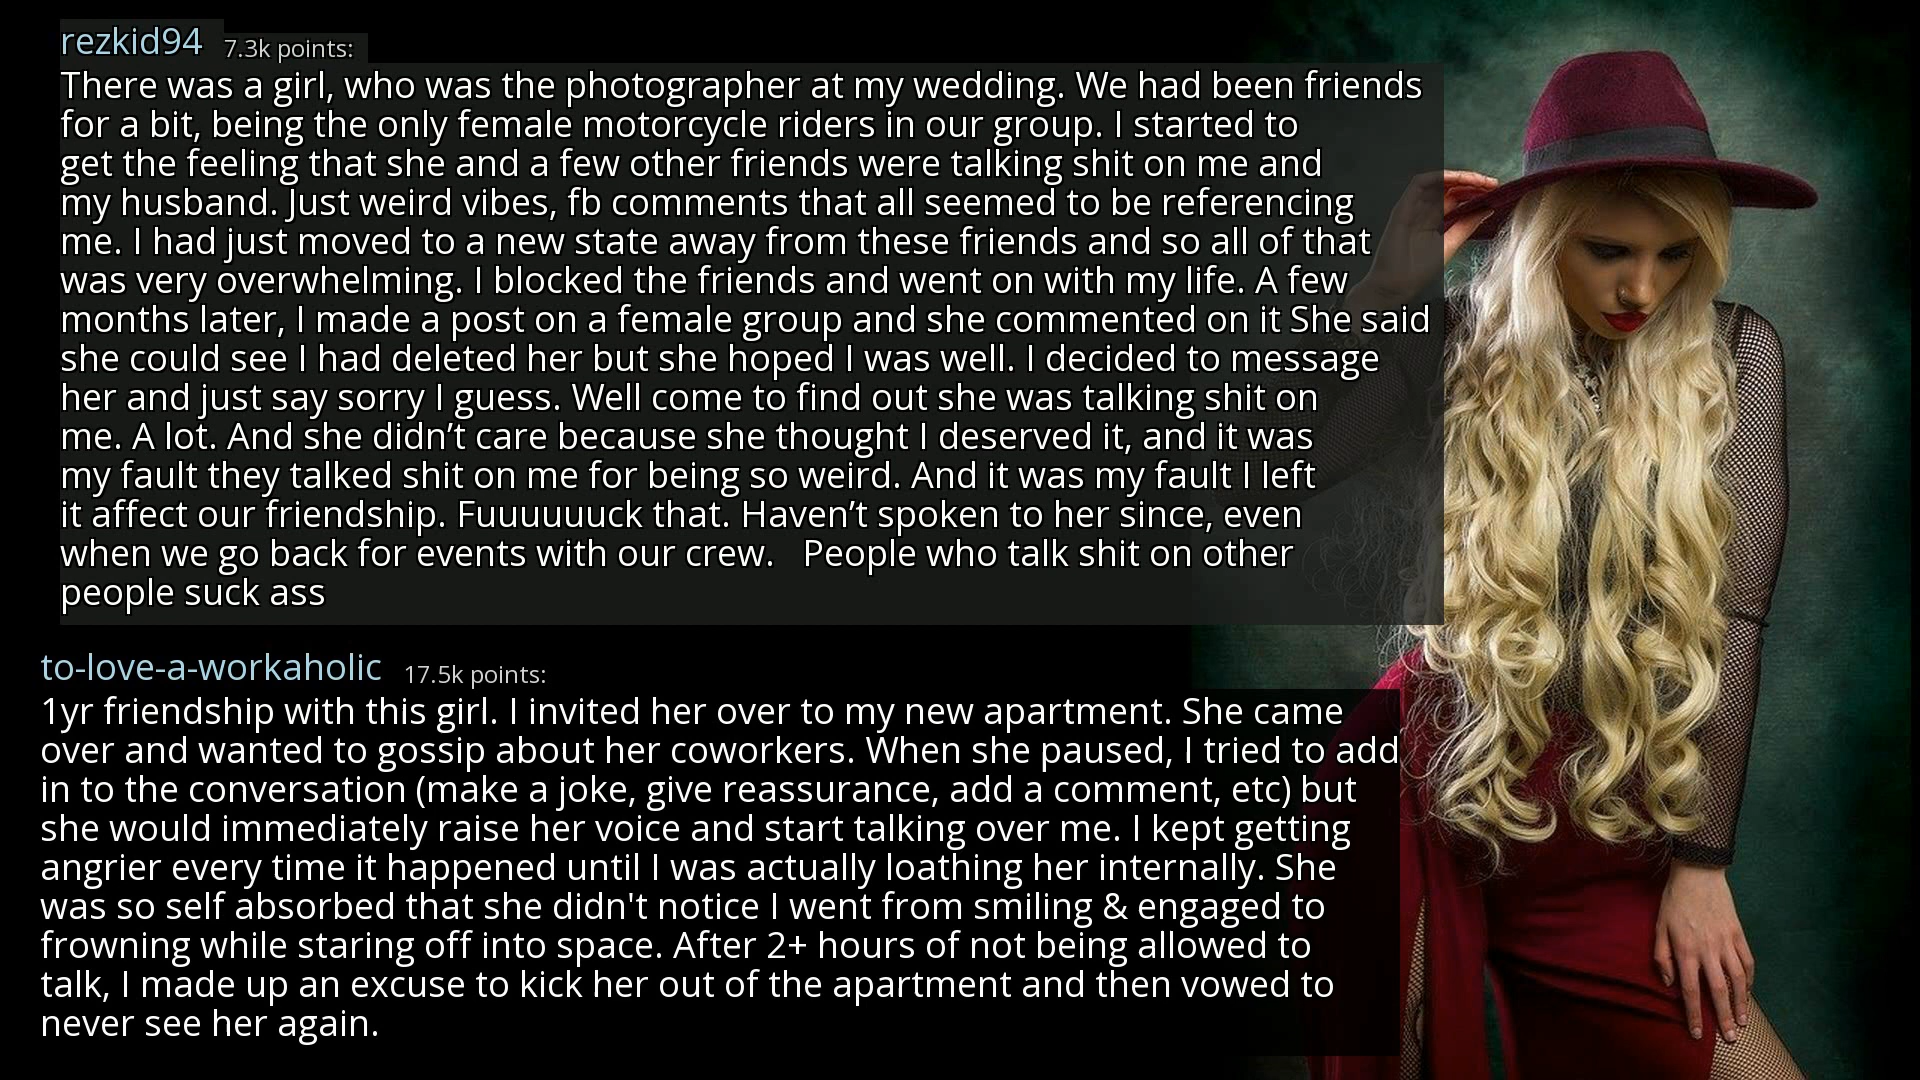 rezkid94 7.3k points:
There was a girl, who was the photographer at my wedding. We had been friends
for a bit, being the only female motorcycle riders in our group. I started to
get the feeling that she and a few other friends were talking shit on me and
my husband. Just weird vibes, fb comments that all seemed to be referencing
me. I had just moved to a new state away from these friends and so all of that
was very overwhelming. I blocked the friends and went on with my life. A few
months later, I made a post on a female group and she commented on it She said
she could see I had deleted her but she hoped I was well. I decided to message
her and just say sorry I guess. Well come to find out she was talking shit on
me. A lot. And she didn’t care because she thought I deserved it, and it was
my fault they talked shit on me for being so weird. And it was my fault I left
it affect our friendship. Fuuuuuuck that. Haven’t spoken to her since, even
when we go back for events with our crew.   People who talk shit on other
people suck ass
to-love-a-workaholic 17.5k points:
1yr friendship with this girl. I invited her over to my new apartment. She came
over and wanted to gossip about her coworkers. When she paused, I tried to add
in to the conversation (make a joke, give reassurance, add a comment, etc) but
she would immediately raise her voice and start talking over me. I kept getting
angrier every time it happened until I was actually loathing her internally. She
was so self absorbed that she didn't notice I went from smiling & engaged to
frowning while staring off into space. After 2+ hours of not being allowed to
talk, I made up an excuse to kick her out of the apartment and then vowed to
never see her again.